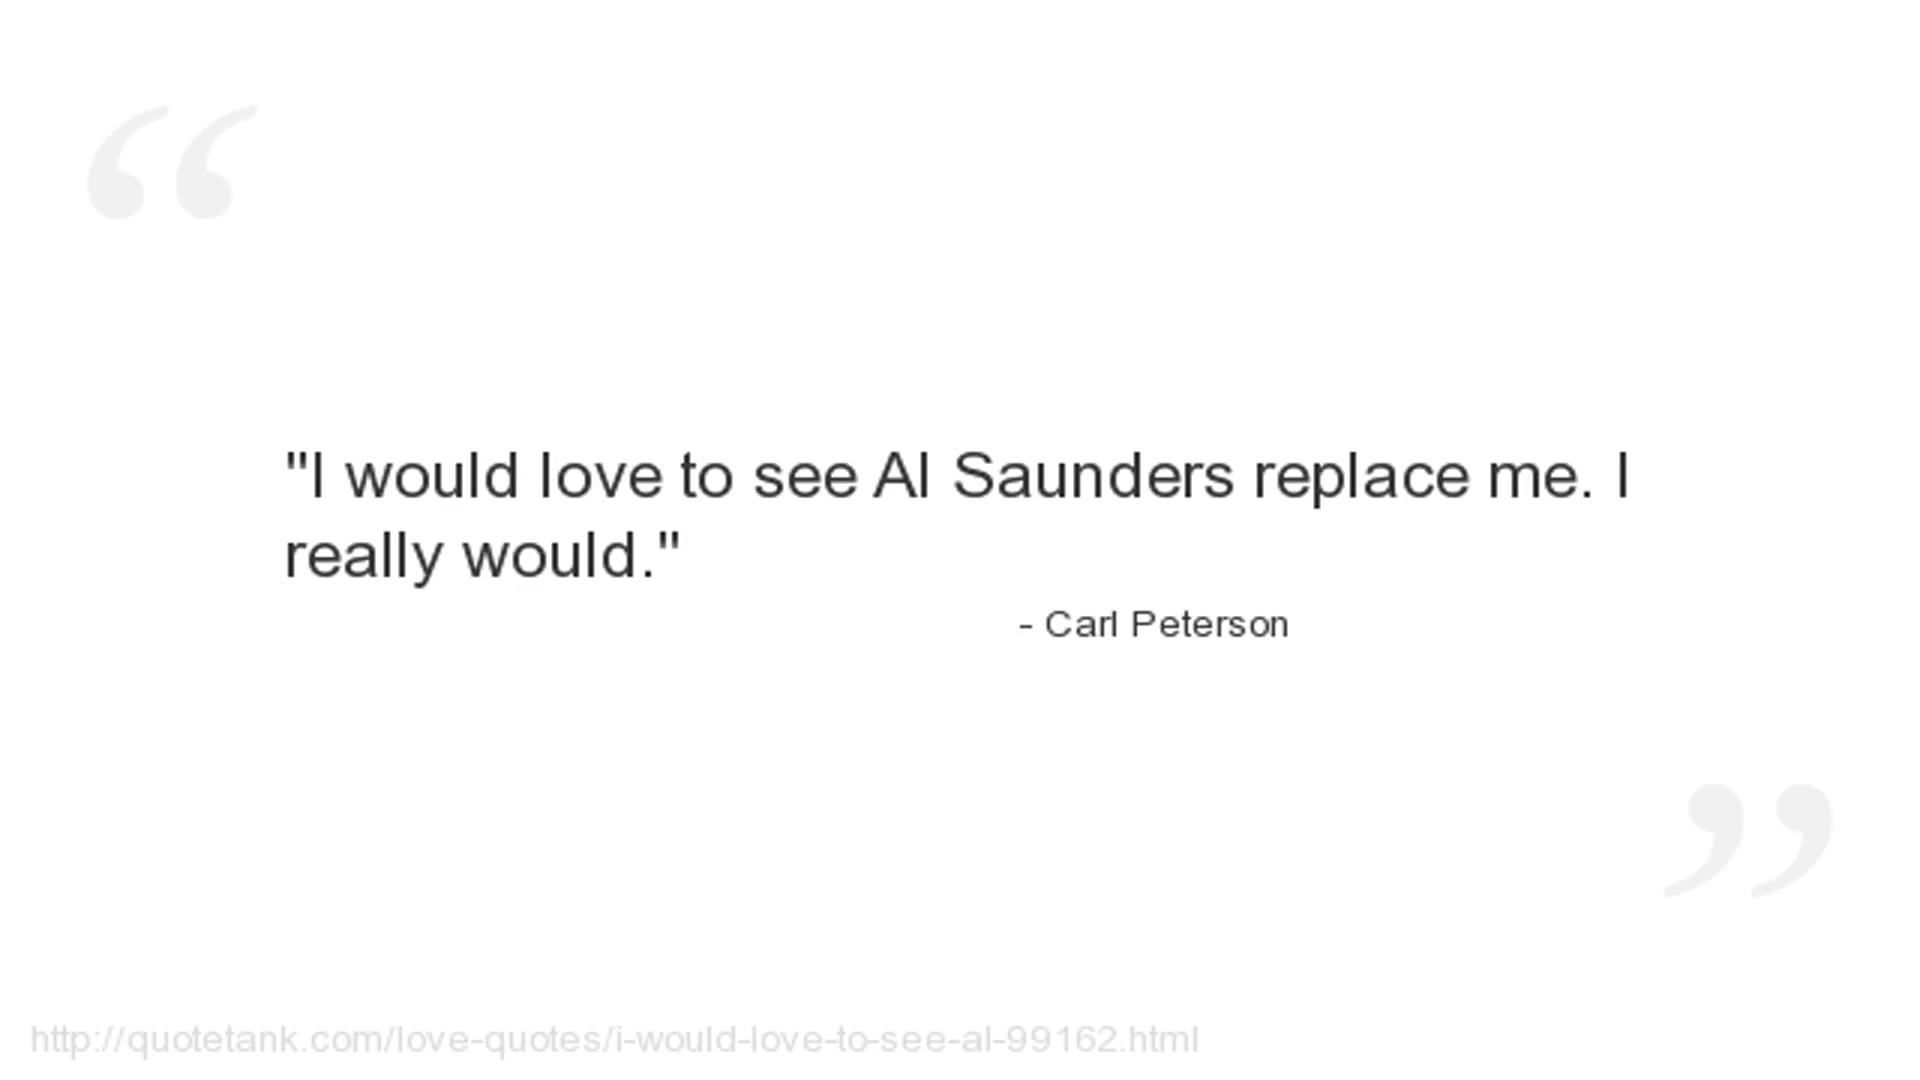 "I would love to see Al Saunders replace me. I
really would."
- Carl Peterson
http://quotetank.com/love-quotes/i-would-love-to-see-al-99162.html